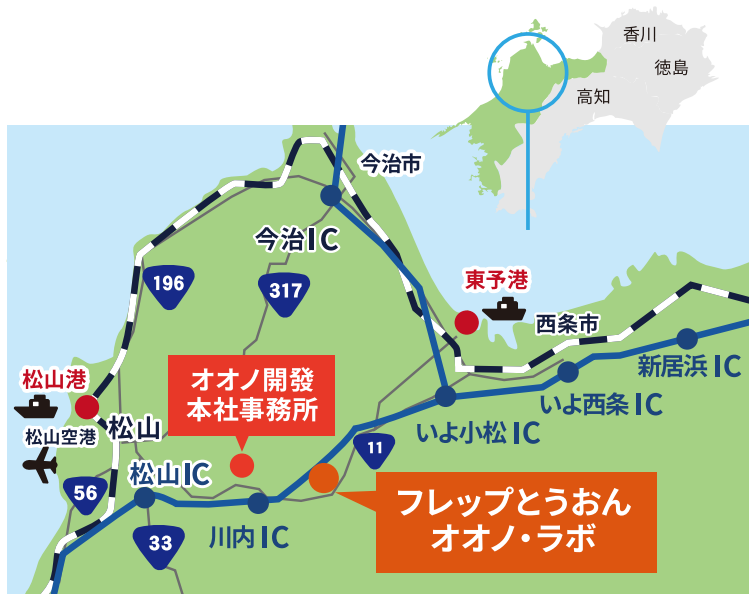 香川
徳島
高知
今治市
今治IC
196
317
東予港
西条市
新居浜IC
松山港
オオノ開發
本社事務所
いよ西条IC
松山空港
松山
いよ小松IC
11
松山IC
56
フレップとうおん
オオノ・ラボ
川内IC
33